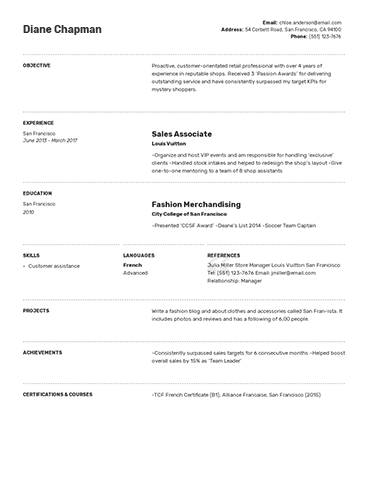 Diane Chapman
Email: chloe.anderson@email.com
Address: 54 Corbett Road, San Francisco, CA 94100
Phone: (551) 123-7676
OBJECTIVE
Proactive, customer-orientated retail professional with over 4 years of
experience in reputable shops. Received 3 'Passion Awards' for delivering
outstanding service and have consistently surpassed my target KPIs for
mystery shoppers.
EXPERIENCE
San Francisco
June 2013 - March 2017
Sales Associate
Louis Vuitton
-Organize and host VIP events and am responsible for handling 'exclusive'
clients -Handled stock intakes and helped to redesign the shop's layout -Give
one-to-one mentoring to a team of 8 shop assistants
EDUCATION
San Francisco
2010
Fashion Merchandising
City College of San Francisco
-Presented 'CCSF Award' -Deane's List 2014 -Soccer Team Captain
SKILLS
- Customer assistance
LANGUAGES
French
Advanced
REFERENCES
Julia Miller Store Manager Louis Vuitton San Francisco
Tel: (551) 123-7676 Email: jmiller@email.com
Relationship: Manager
PROJECTS
Write a fashion blog and about clothes and accessories called San Fran-ista. It
includes photos and reviews and has a following of 6,00 people.
ACHIEVEMENTS
-Consistently surpassed sales targets for 6 consecutive months -Helped boost
overall sales by 15% as 'Team Leader'
CERTIFICATIONS & COURSES
-TCF French Certificate (B1), Alliance Francaise, San Francisco (2015)